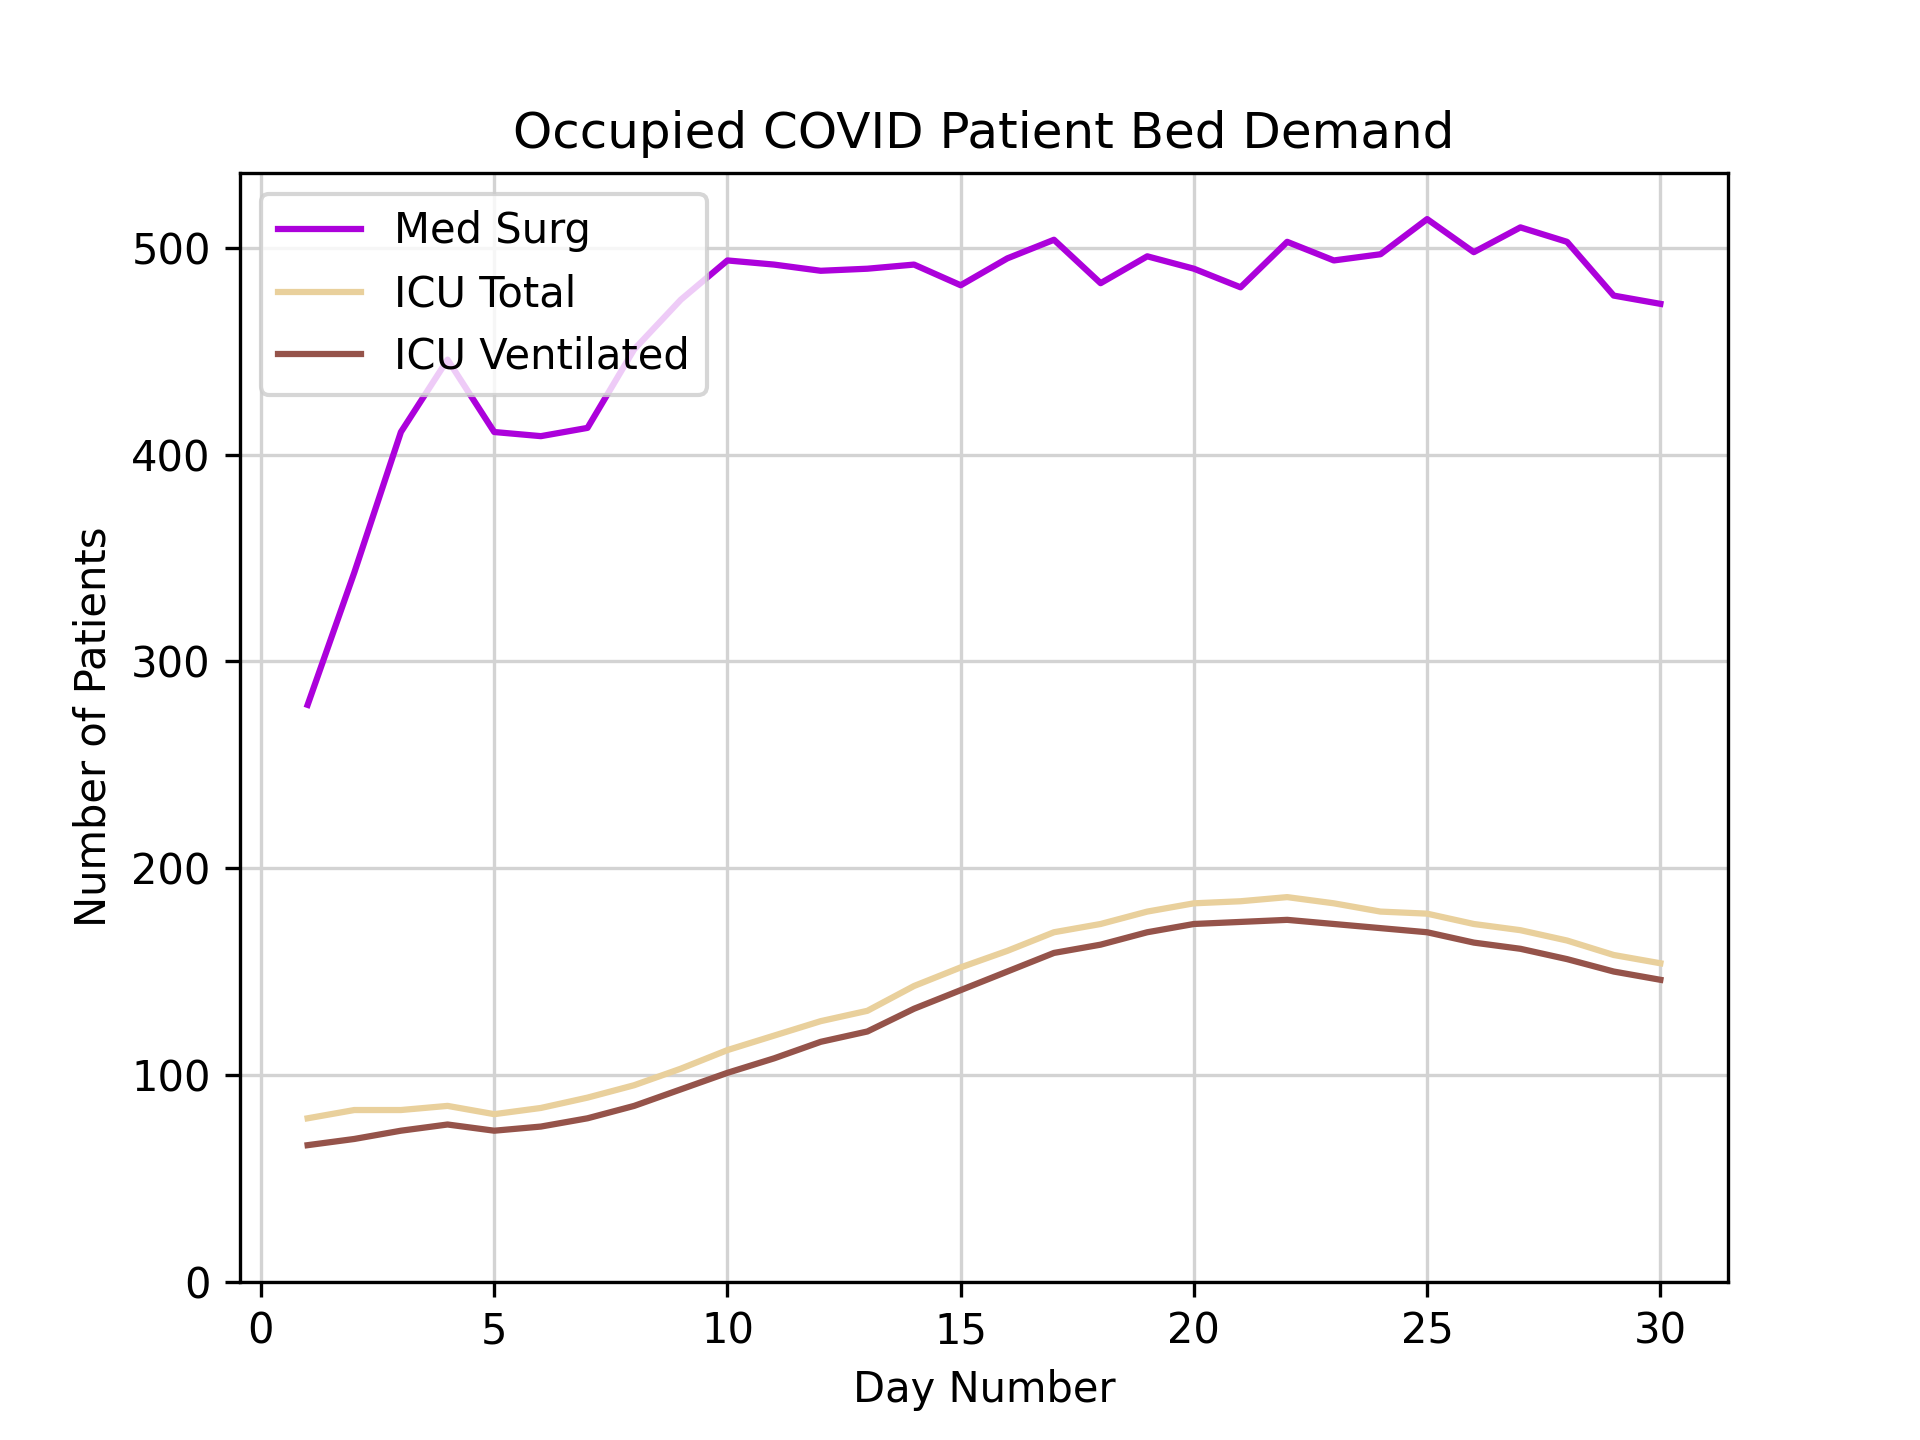 Occupied COVID Patient Bed Demand
Med Surg
ICU Total
ICU Ventilated
500
400
300
200
100
0
Number of Patients
0 5 10 15 20 25 30
Day Number